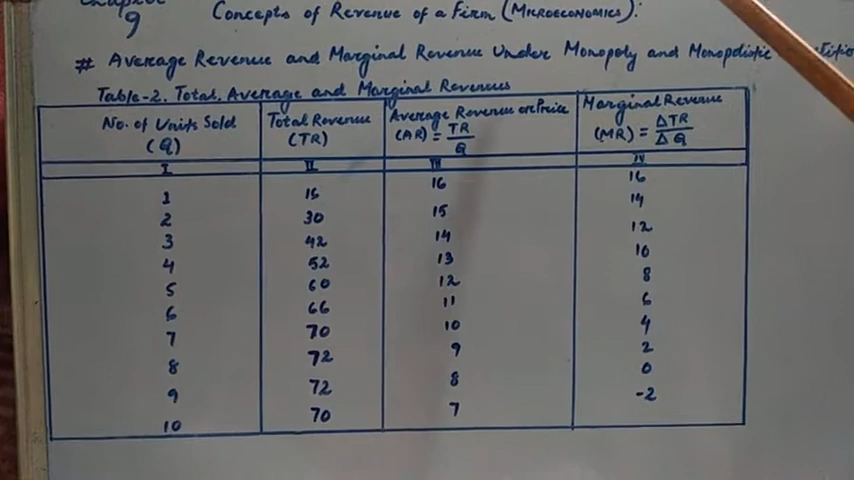 9 Concepts of Revenue of a Firm (MICROECONOMICS).
# Average Revenue and Marginal Revenue Under Monopoly and Monopolistic
Table-2. Total, Average and Marginal Revenues
No. of Units Sold (Q) Total Revenue (TR) Average Revenue or Price (AR) = TR/Q Marginal Revenue (MR) = ΔTR/ΔQ
I II III IV
1 15 16 16
2 30 15 14
3 42 14 12
4 52 13 10
5 60 12 8
6 66 11 6
7 70 10 4
8 72 9 2
9 72 8 0
10 70 7 -2